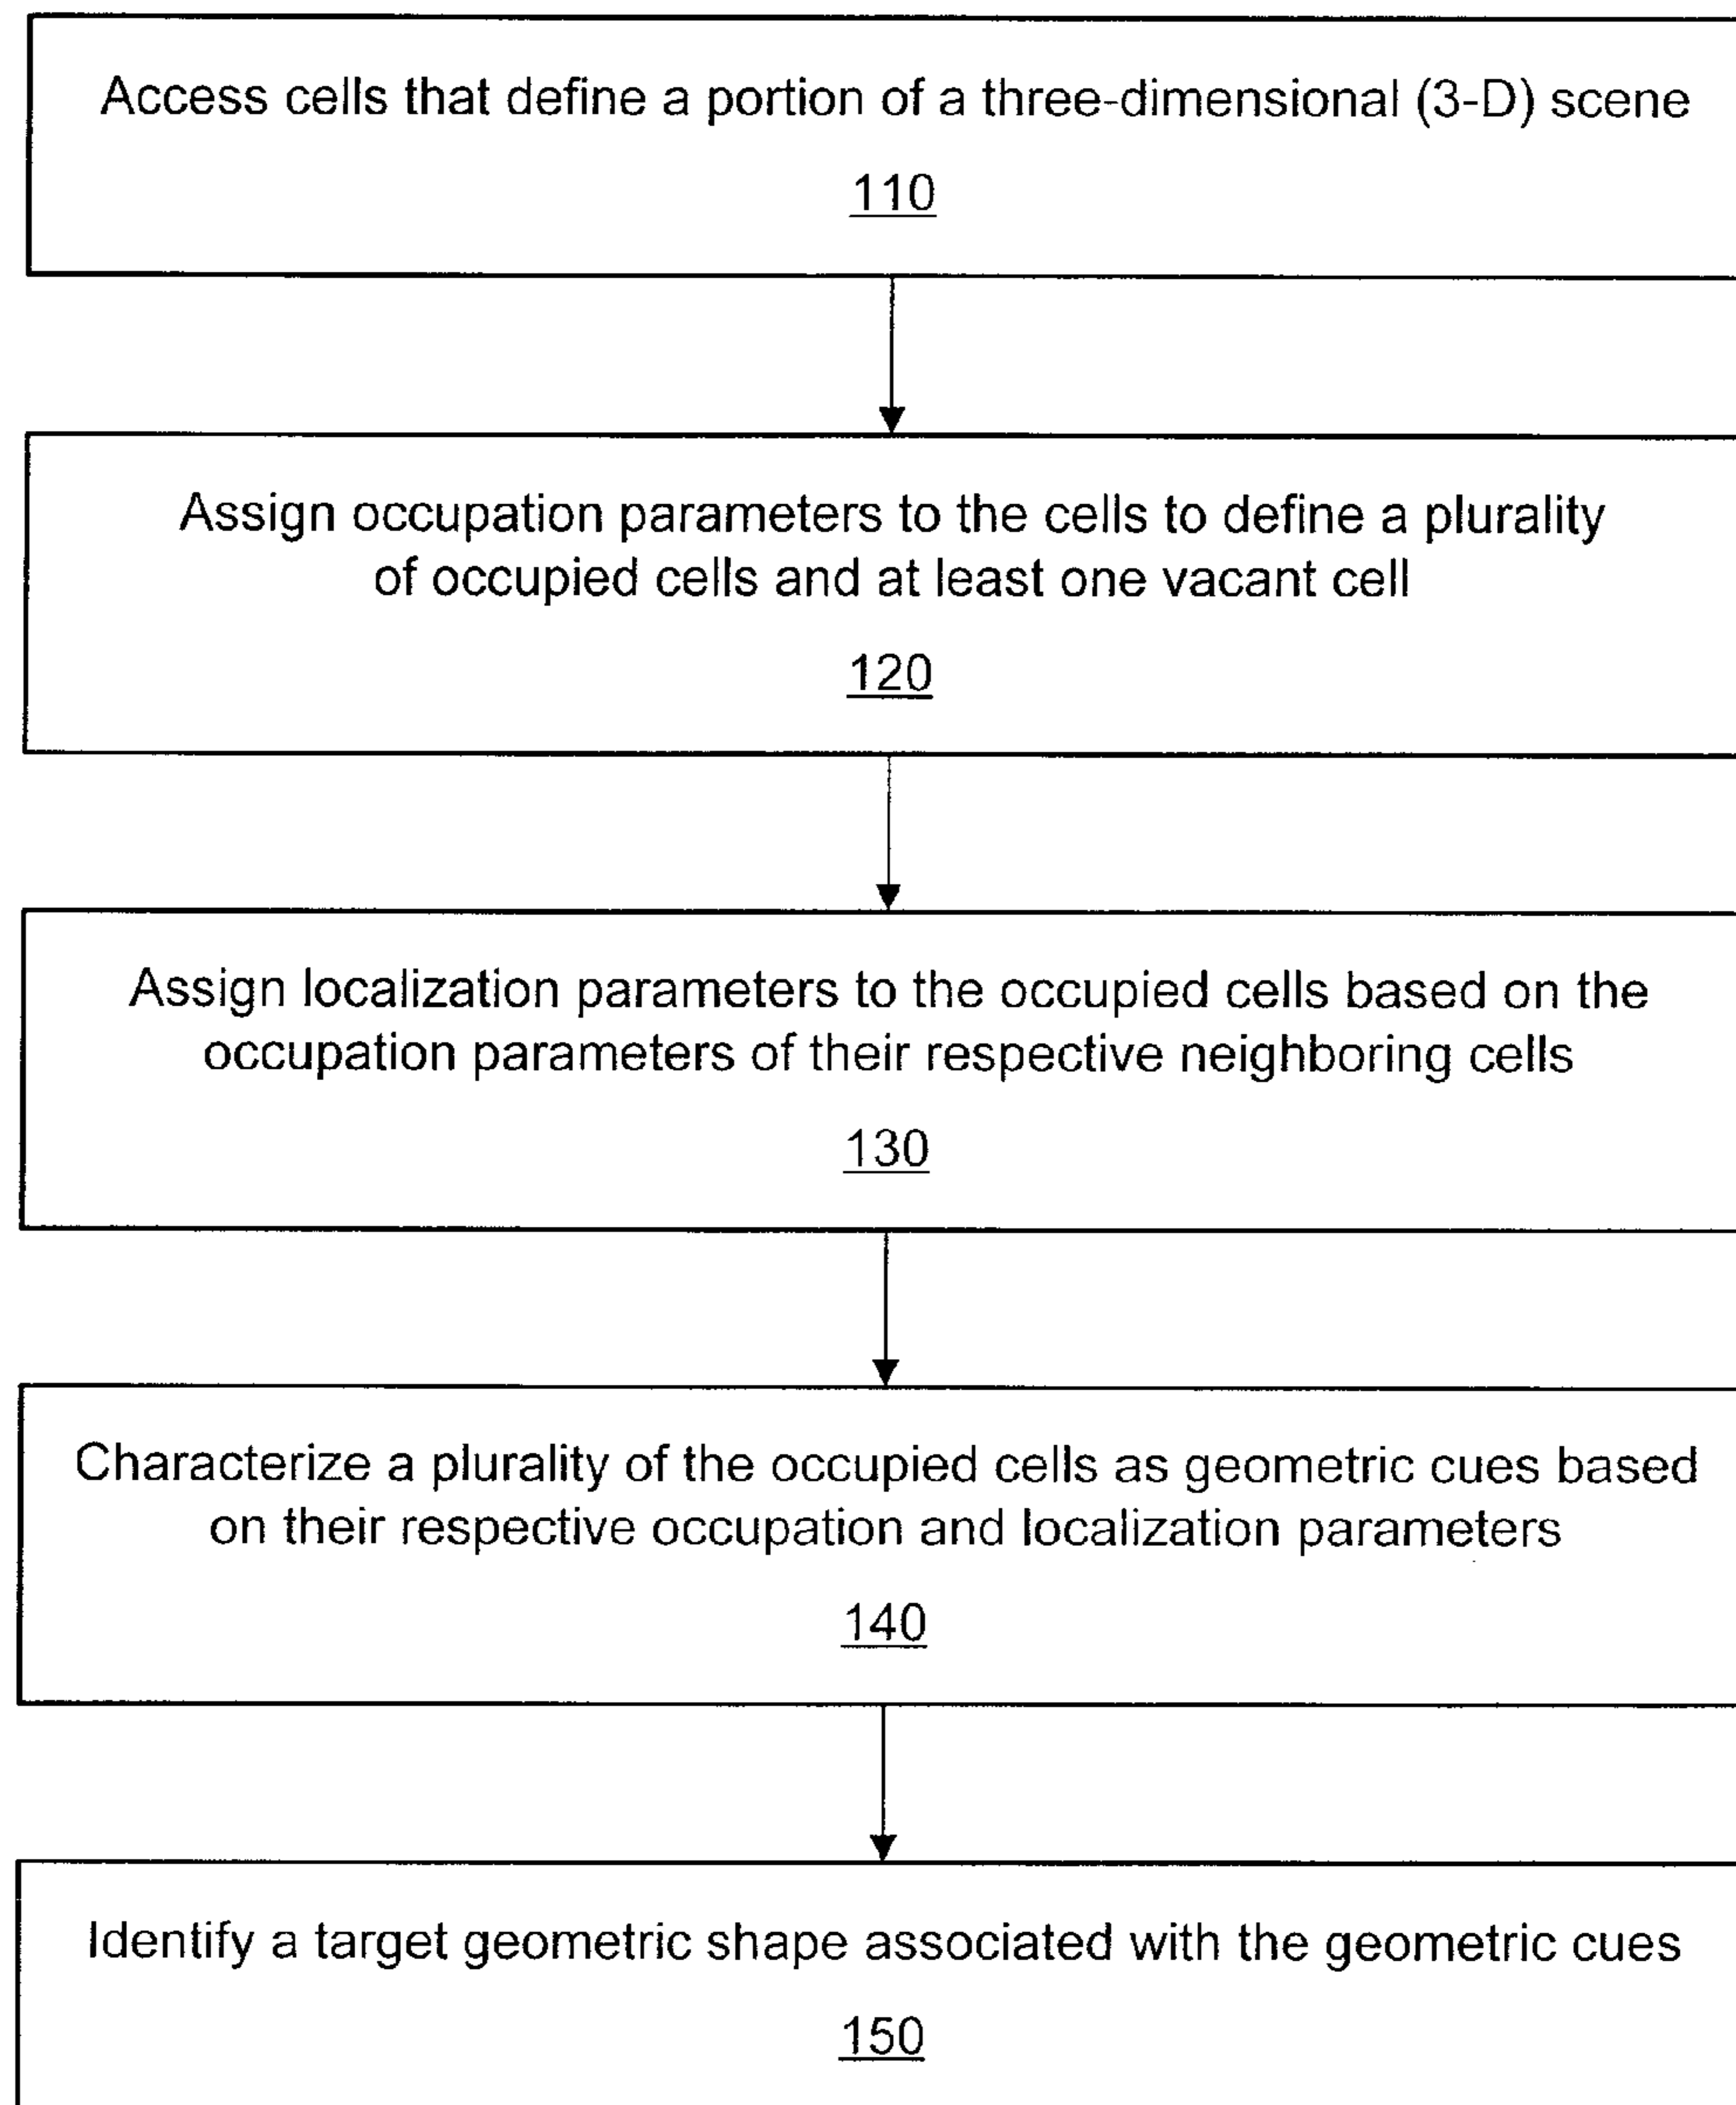 Access cells that define a portion of a three-dimensional (3-D) scene
110
Assign occupation parameters to the cells to define a plurality
of occupied cells and at least one vacant cell
120
Assign localization parameters to the occupied cells based on the
occupation parameters of their respective neighboring cells
130
Characterize a plurality of the occupied cells as geometric cues based
on their respective occupation and localization parameters
140
Identify a target geometric shape associated with the geometric cues
150